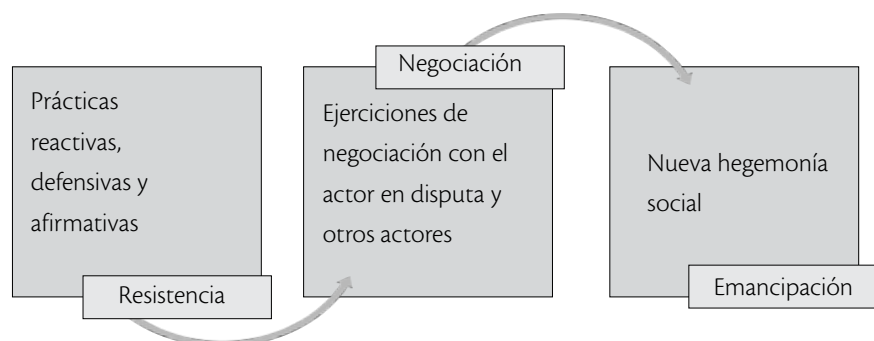 Prácticas
reactivas,
defensivas y
afirmativas
Resistencia
Negociación
Ejerciciones de
negociación con el
actor en disputa y
otros actores
Nueva hegemonía
social
Emancipación